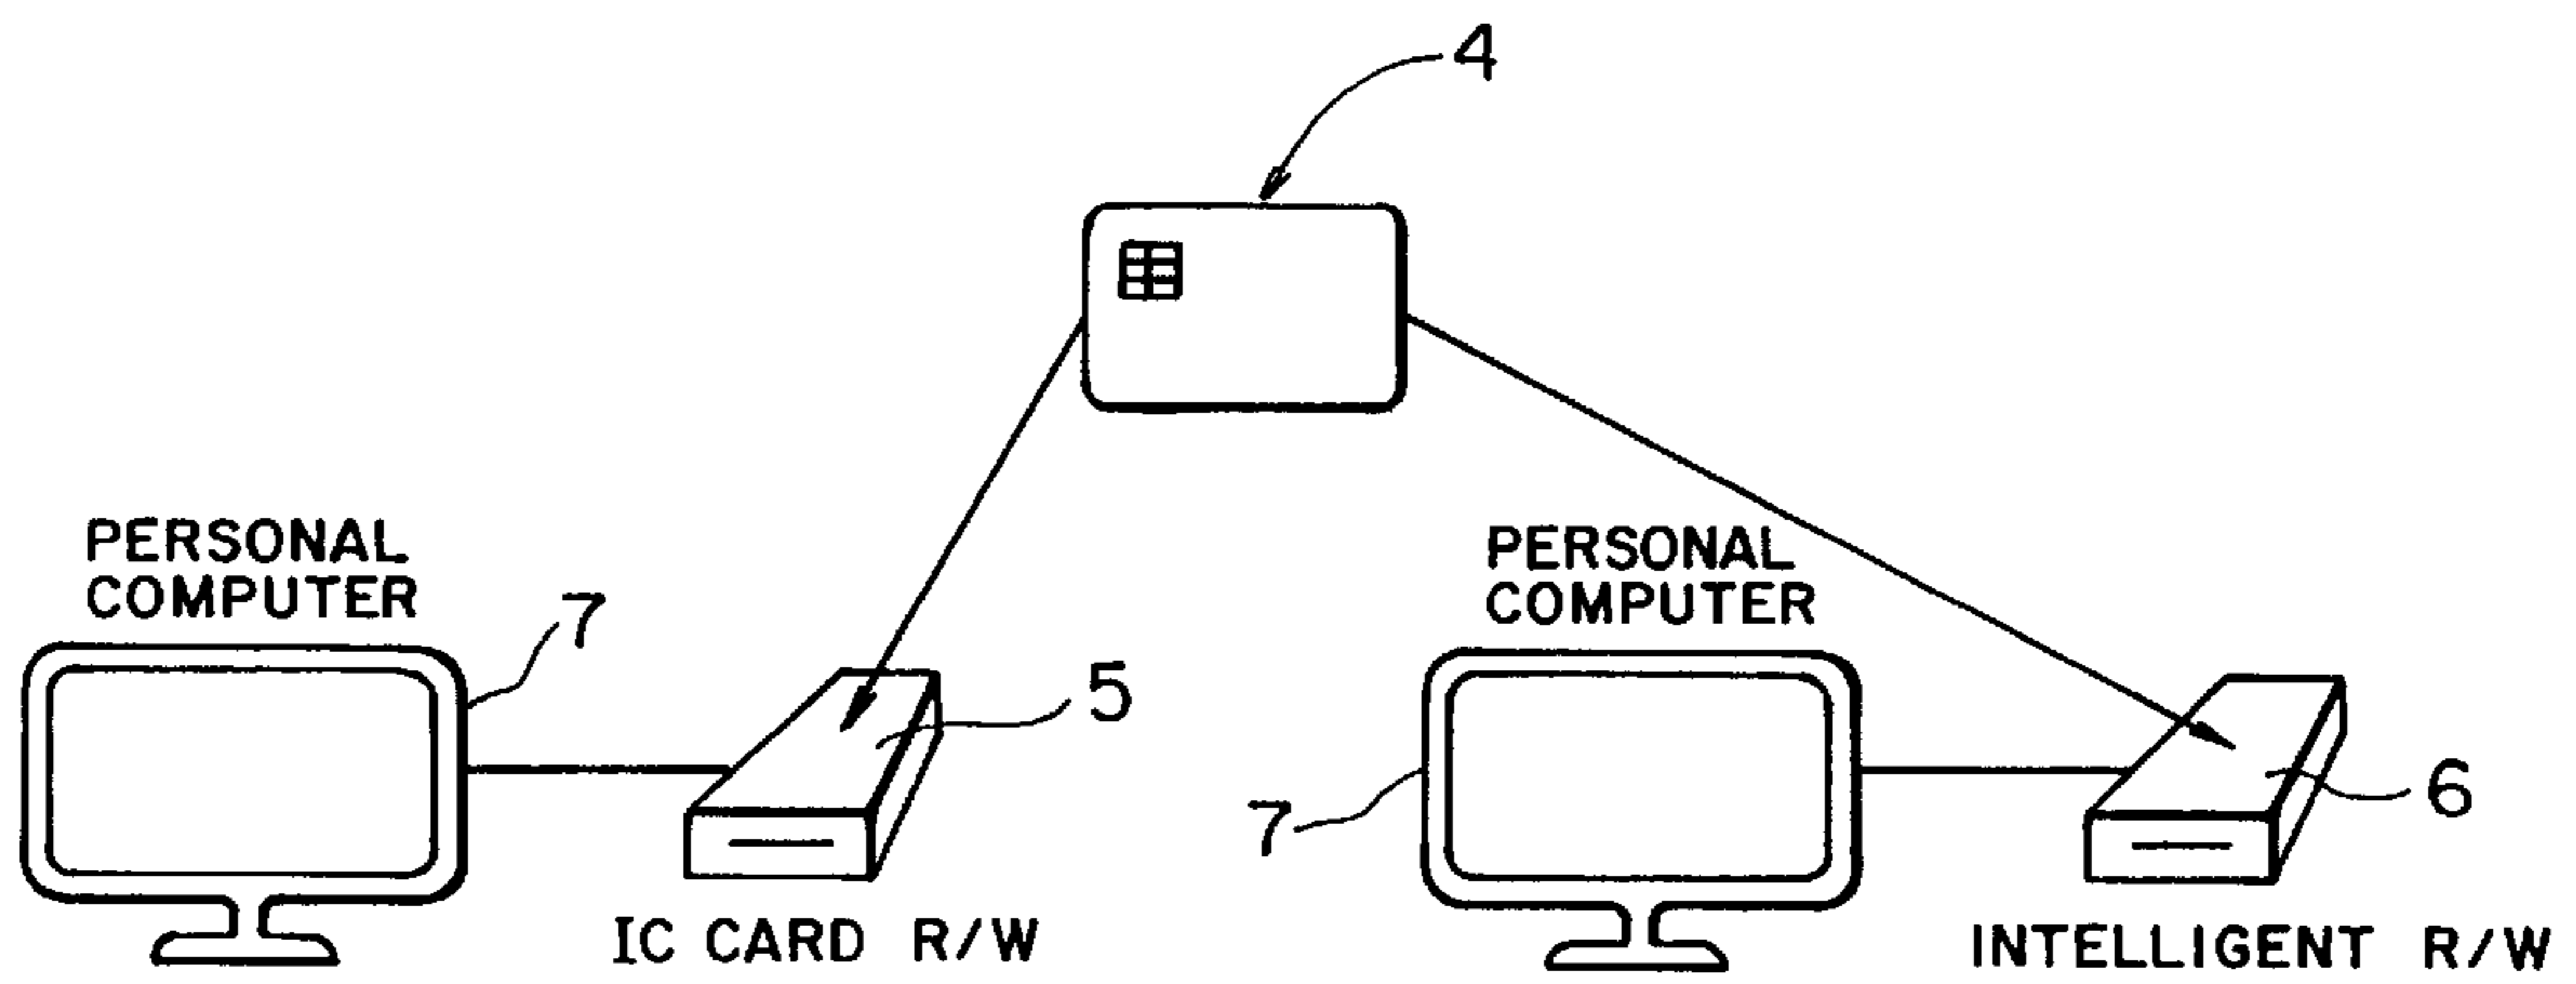 4
PERSONAL
COMPUTER
7
5
IC CARD R/W
PERSONAL
COMPUTER
7
6
INTELLIGENT R/W